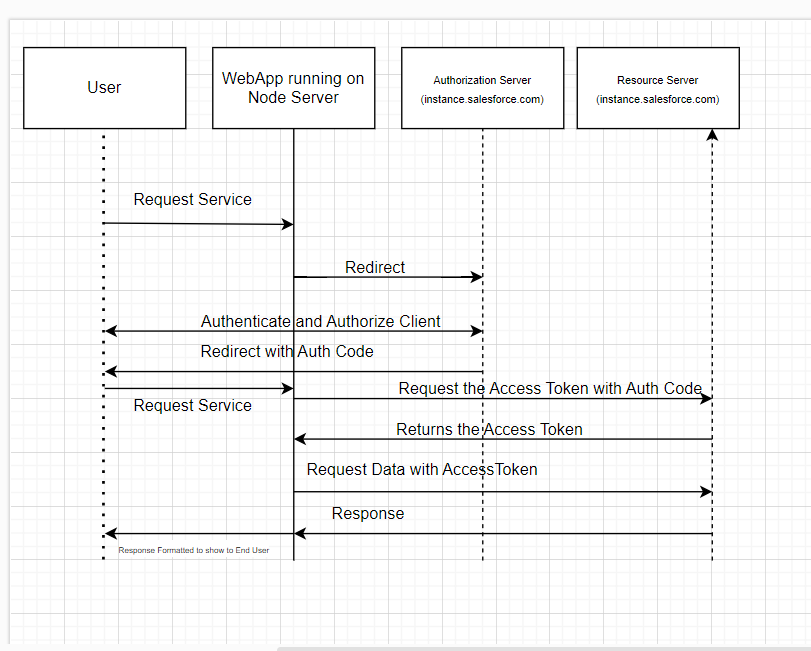 User
WebApp running on
Node Server
Authorization Server
(instance.salesforce.com)
Resource Server
(instance.salesforce.com)
Request Service
Redirect
Authenticate and Authorize Client
Redirect with Auth Code
Request the Access Token with Auth Code
Request Service
Returns the Access Token
Request Data with AccessToken
Response
Response Formatted to show to End User